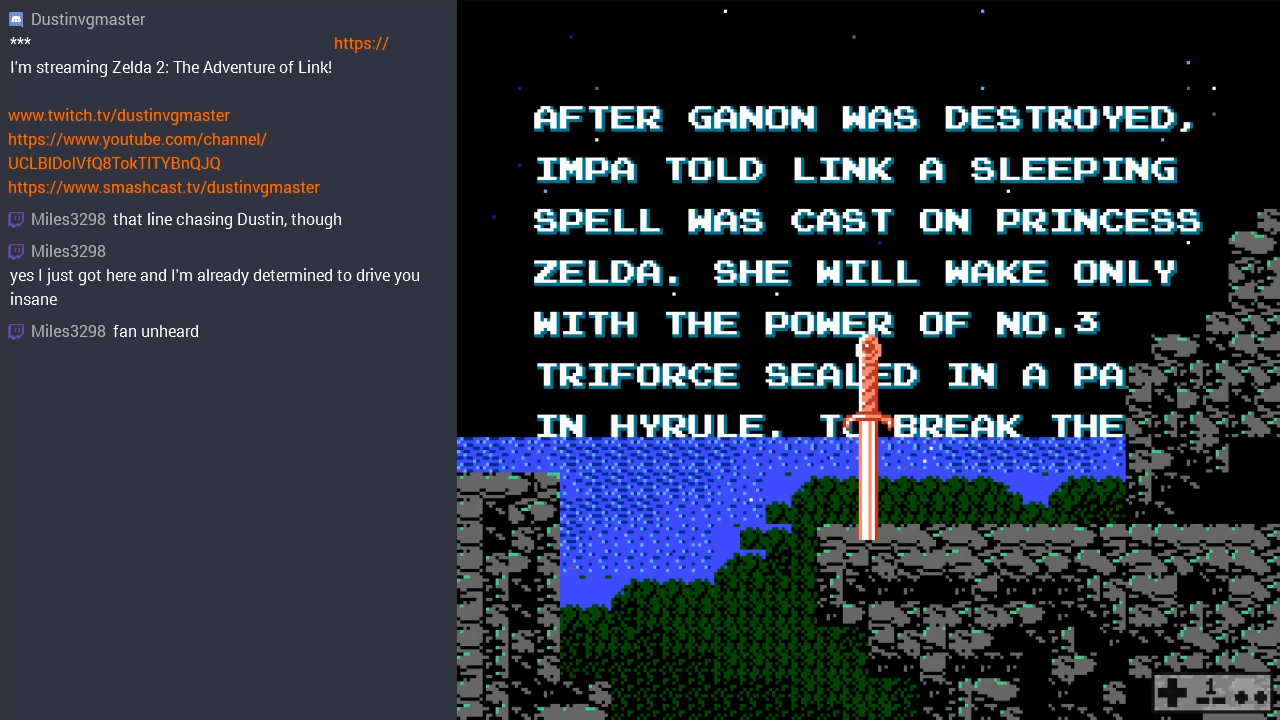 Dustinvgmaster
*** https://
I'm streaming Zelda 2: The Adventure of Link!
www.twitch.tv/dustinvgmaster
https://www.youtube.com/channel/
UCLBIDoIVfQ8TokTITYBnQJQ
https://www.smashcast.tv/dustinvgmaster
Miles3298 that line chasing Dustin, though
Miles3298
yes I just got here and I'm already determined to drive you
insane
Miles3298 fan unheard
AFTER GANON WAS DESTROYED,
IMPA TOLD LINK A SLEEPING
SPELL WAS CAST ON PRINCESS
ZELDA. SHE WILL WAKE ONLY
WITH THE POWER OF NO.3
TRIFORCE SEALED IN A PA
IN HYRULE. TO BREAK THE
1